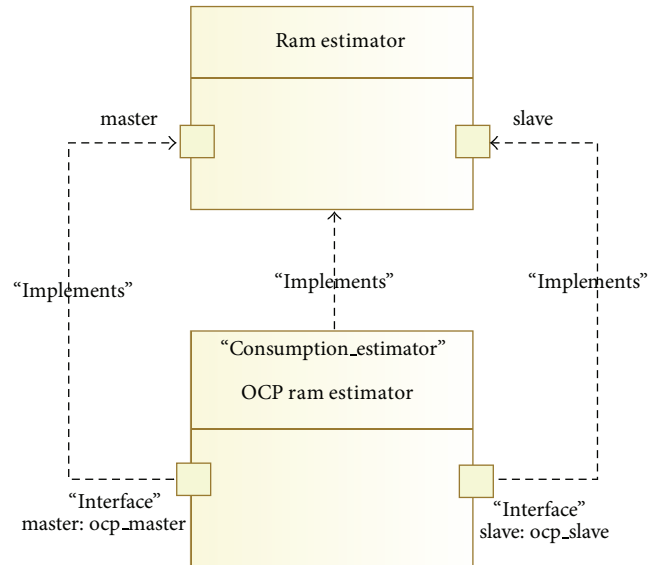 Ram estimator
master
slave
“Implements”
“Implements”
“Implements”
“Consumption_estimator”
OCP ram estimator
“Interface”
master: ocp_master
“Interface”
slave: ocp_slave